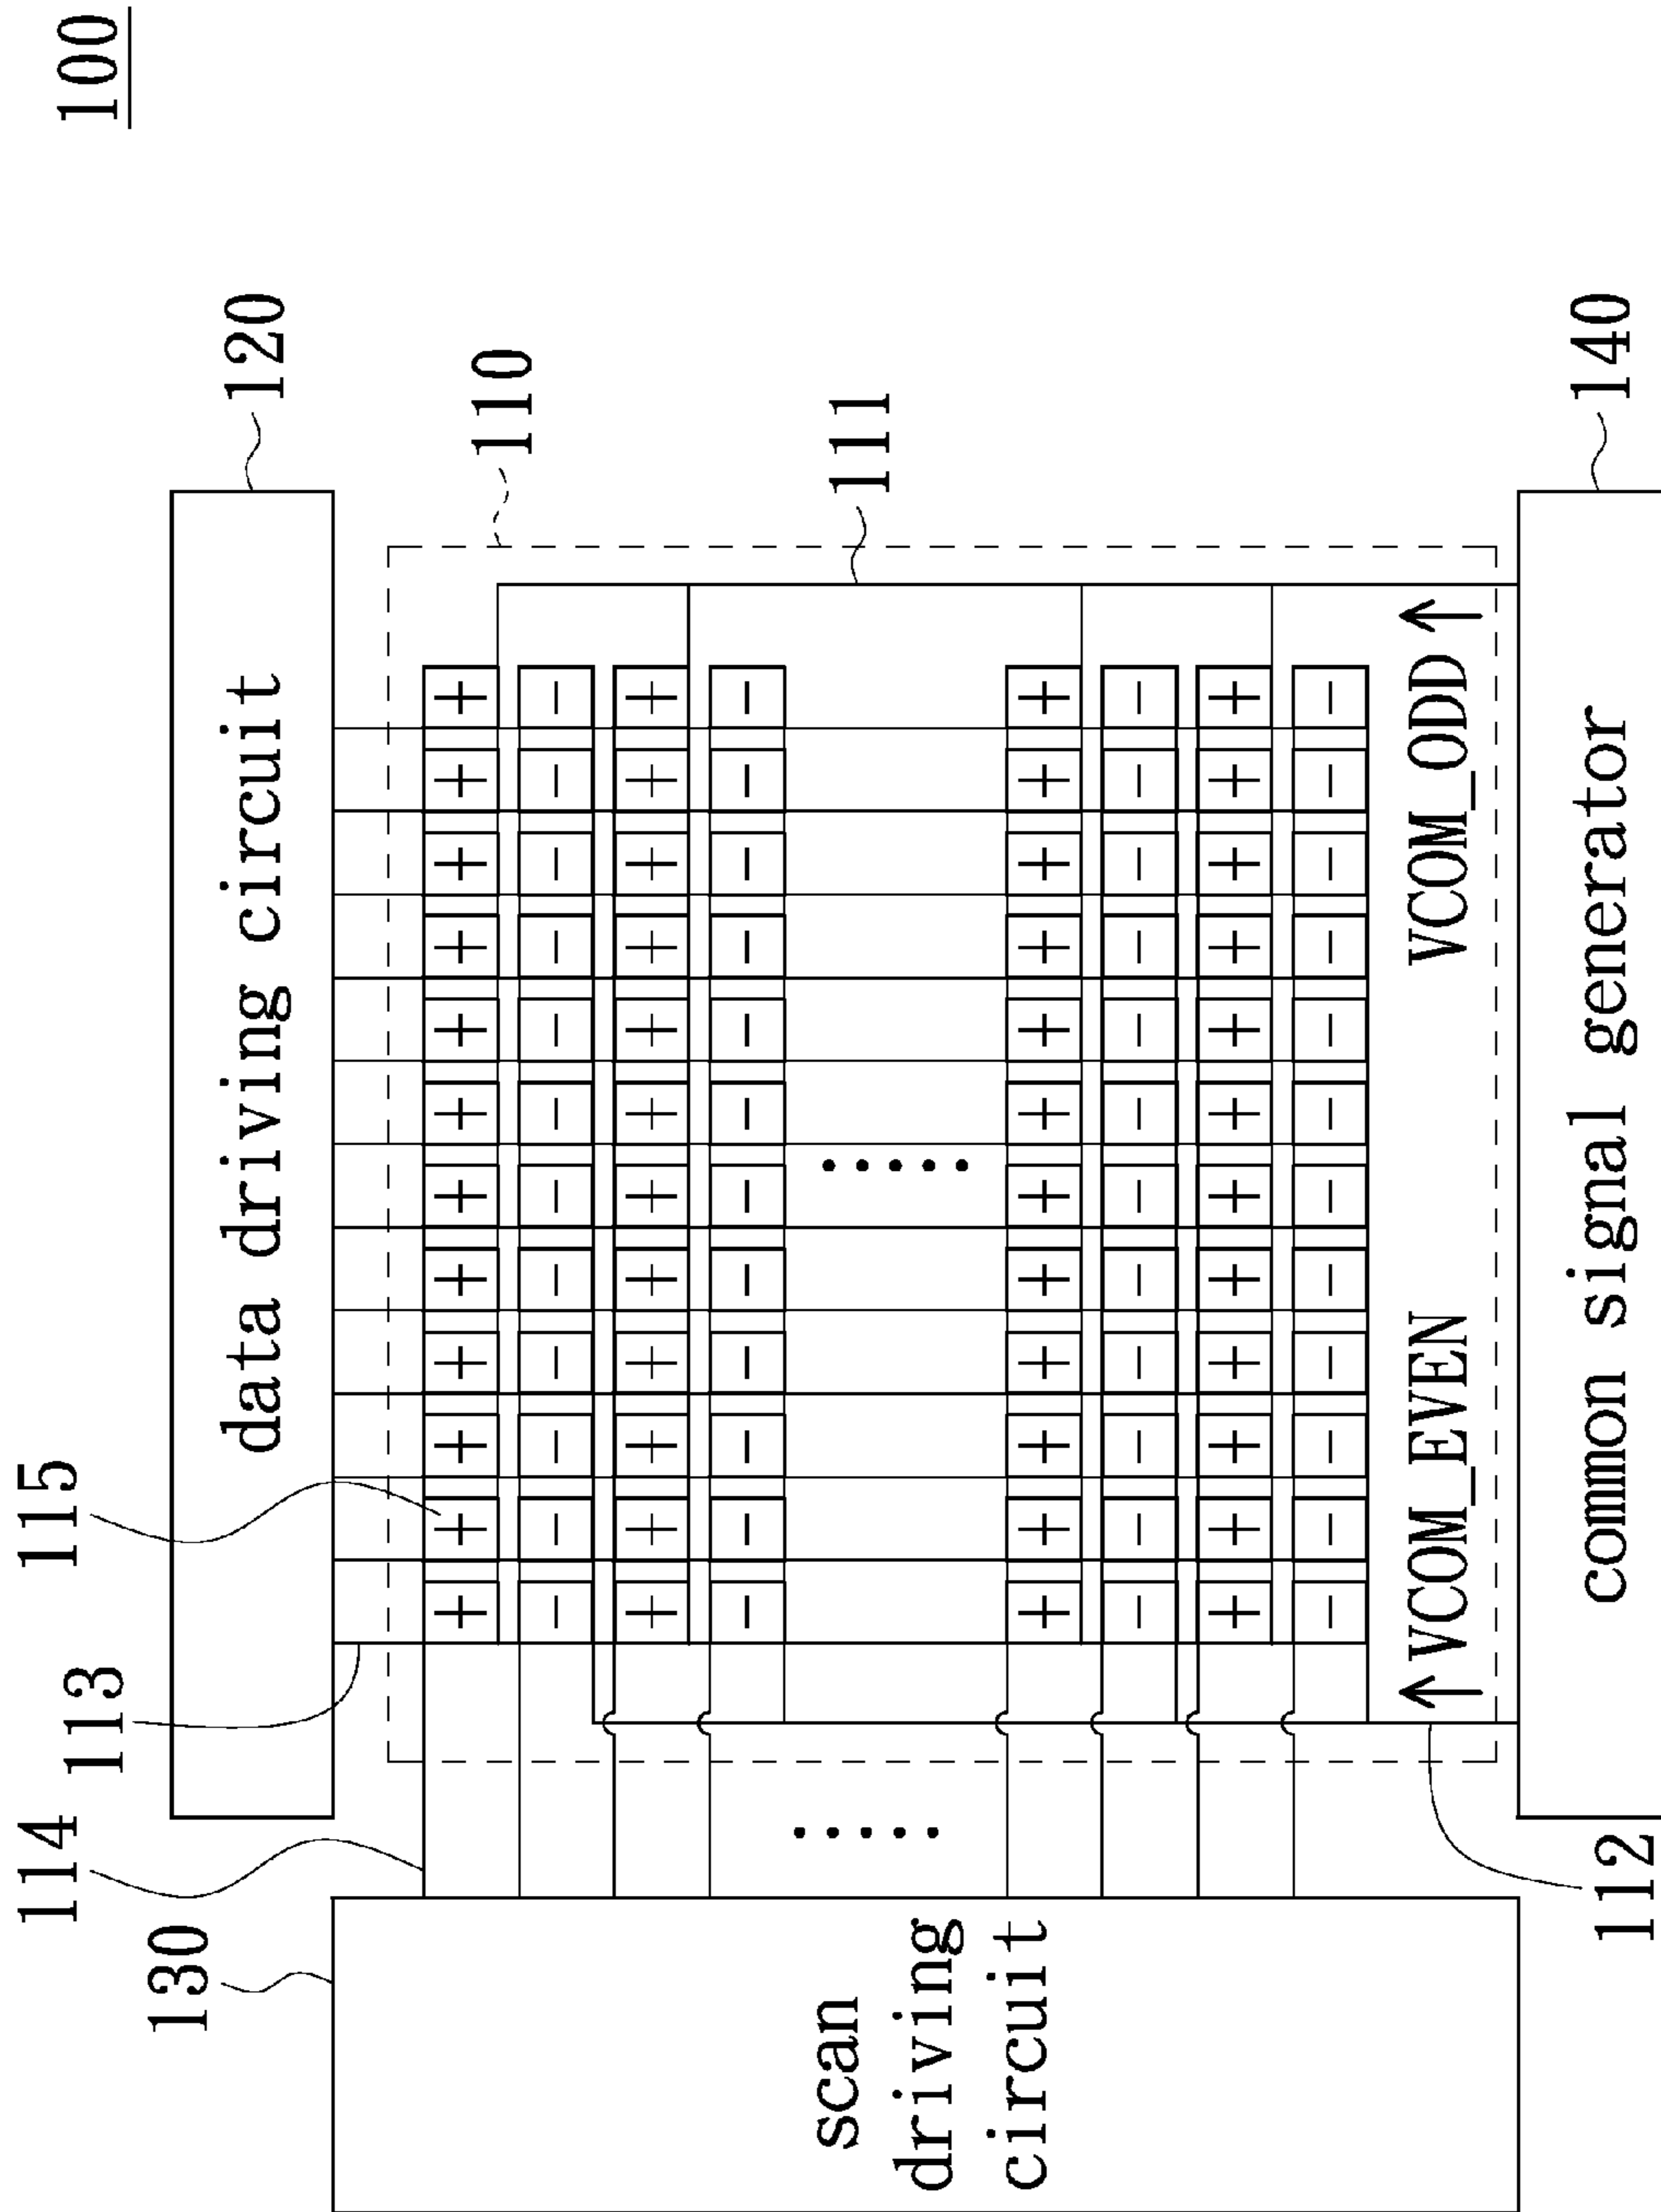 100
115
114
113
130
data driving circuit
120
110
+ + + + + + + + + + + +
− − − − − − − − − − − −
+ + + + + + + + + + + +
− − − − − − − − − − − −
scan
driving
circuit
111
+ + + + + + + + + + + +
− − − − − − − − − − − −
+ + + + + + + + + + + +
− − − − − − − − − − − −
↑ VCOM_EVEN
VCOM_ODD ↑
112
common signal generator
140